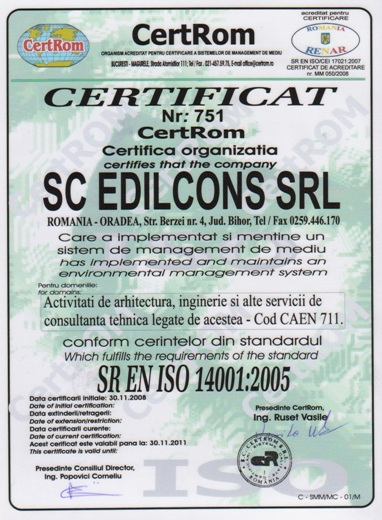 CertRom
CertRom
ORGANISM ACREDITAT PENTRU CERTIFICARE A SISTEMELOR DE MANAGEMENT DE MEDIU
acreditat pentru
CERTIFICARE
ROMANIA
RENAR
SR EN ISO/CEI 17021:2007
CERTIFICAT DE ACREDITARE
nr. MM 050/2008
CERTIFICAT
Nr: 751
CertRom
Certifica organizatia
certifies that the company
SC EDILCONS SRL
ROMANIA - ORADEA, Str. Berzei nr. 4, Jud. Bihor, Tel / Fax 0259.446.170
Care a implementat si mentine un
sistem de management de mediu
has implemented and maintains an
environmental management system
Pentru domeniile:
for domains:
Activitati de arhitectura, inginerie si alte servicii de
consultanta tehnica legate de acestea - Cod CAEN 711.
conform cerintelor din standardul
Which fulfills the requirements of the standard
SR EN ISO 14001:2005
Data certificarii initiale: 30.11.2008
Date of initial certification:
Data extinderii/retragerii:
Date of extension/restriction:
Data certificarii curente:
Date of current certification:
Acest cerificat este valabil pana la: 30.11.2011
This certificate is valid until:
Presedinte CertRom,
Ing. Ruset Vasile
Presedinte Consiliul Director,
Ing. Popovici Corneliu
CERTROM S.R.L.
ROMÂNIA
ISO
C - SMM/MC - 01/M